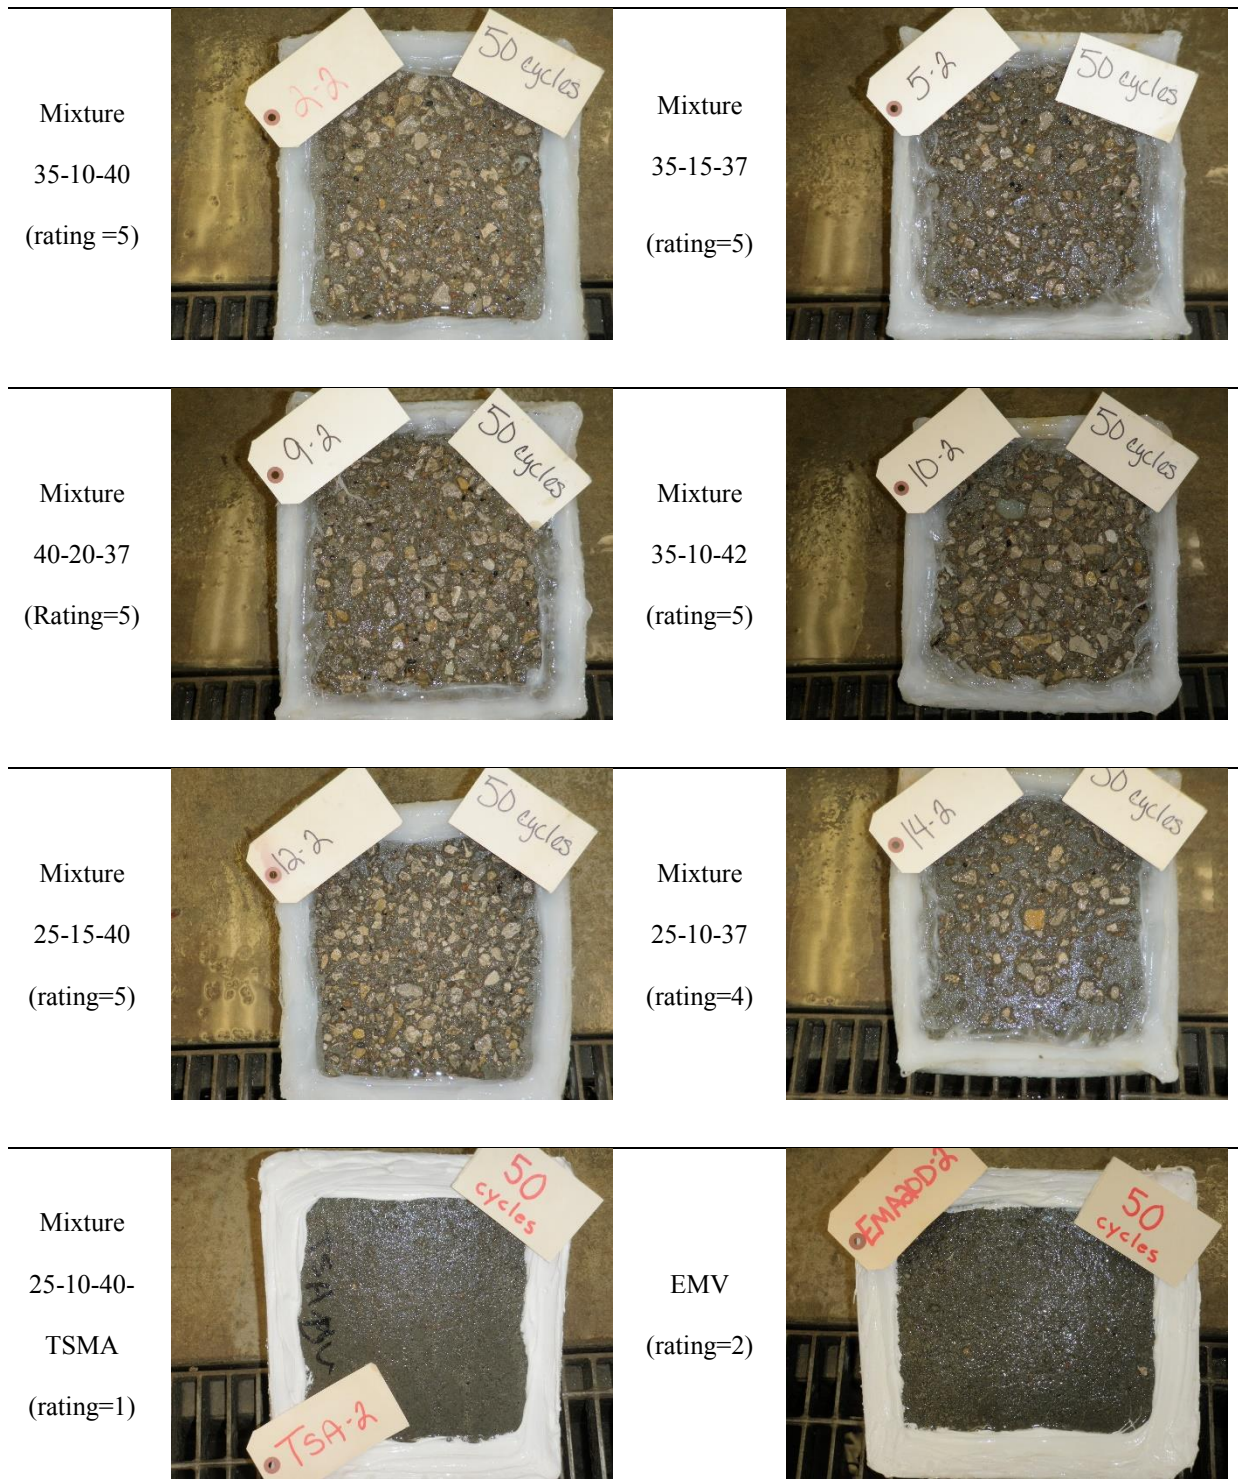 Mixture
35-10-40
(rating =5)
2-2
50 cycles
Mixture
35-15-37
(rating=5)
5-2
50 cycles
Mixture
40-20-37
(Rating=5)
9-2
50 cycles
Mixture
35-10-42
(rating=5)
10-2
50 cycles
Mixture
25-15-40
(rating=5)
12-2
50 cycles
Mixture
25-10-37
(rating=4)
14-2
50 cycles
Mixture
25-10-40-
TSMA
(rating=1)
50
cycles
TSA-2
EMV
(rating=2)
50
cycles